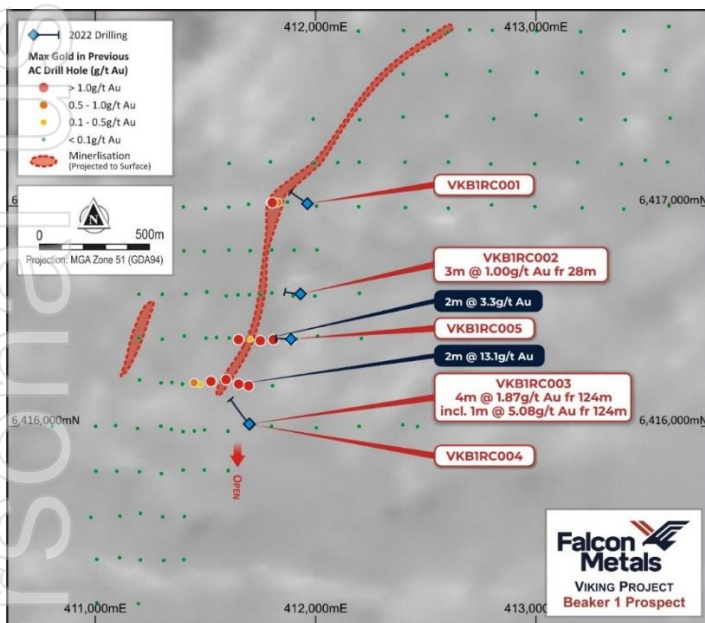 412,000mE
413,000mE
2022 Drilling
Max Gold in Previous
AC Drill Hole (g/t Au)
> 1.0g/t Au
0.5 - 1.0g/t Au
0.1 - 0.5g/t Au
< 0.1g/t Au
Minerlisation
(Projected to Surface)
N
0 500m
Projection: MGA Zone 51 (GDA94)
VKB1RC001
6,417,000mN
VKB1RC002
3m @ 1.00g/t Au fr 28m
2m @ 3.3g/t Au
VKB1RC005
2m @ 13.1g/t Au
VKB1RC003
4m @ 1.87g/t Au fr 124m
incl. 1m @ 5.08g/t Au fr 124m
6,416,000mN
6,416,000mN
VKB1RC004
OPEN
Falcon
Metals
VIKING PROJECT
Beaker 1 Prospect
411,000mE
412,000mE
413,000mE